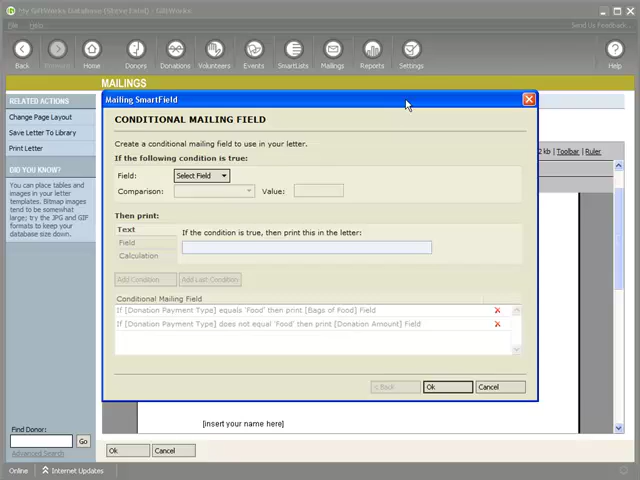 My GiftWorks Database - [Steve Etal] - GiftWorks
File Help
Send Us Feedback...
Back
Forward
Home
Donors
Donations
Volunteers
Events
SmartLists
Mailings
Reports
Settings
Help
MAILINGS
RELATED ACTIONS
Change Page Layout
Save Letter To Library
Print Letter
DID YOU KNOW?
You can place tables and
images in your letter
templates. Bitmap images
tend to be somewhat
large; try the JPG and GIF
formats to keep your
database size down.
Mailing SmartField
CONDITIONAL MAILING FIELD
Create a conditional mailing field to use in your letter.
If the following condition is true:
Field: Select Field
Comparison: Value:
Then print:
Text
Field
Calculation
If the condition is true, then print this in the letter:
Add Condition
Add Last Condition
Conditional Mailing Field
If [Donation Payment Type] equals 'Food' then print [Bags of Food] Field
If [Donation Payment Type] does not equal 'Food' then print [Donation Amount] Field
< Back
Ok
Cancel
2 kb | Toolbar | Ruler
[insert your name here]
Find Donor:
Go
Advanced Search
Ok
Cancel
Online
Internet Updates